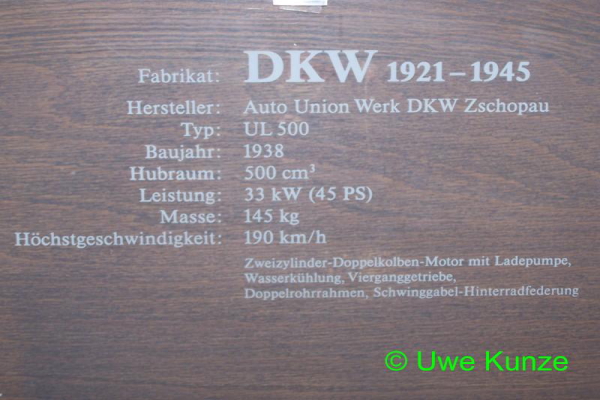 Fabrikat: DKW 1921–1945
Hersteller: Auto Union Werk DKW Zschopau
Typ: UL 500
Baujahr: 1938
Hubraum: 500 cm³
Leistung: 33 kW (45 PS)
Masse: 145 kg
Höchstgeschwindigkeit: 190 km/h
Zweizylinder-Doppelkolben-Motor mit Ladepumpe,
Wasserkühlung, Vierganggetriebe,
Doppelrohrrahmen, Schwinggabel-Hinterradfederung
© Uwe Kunze